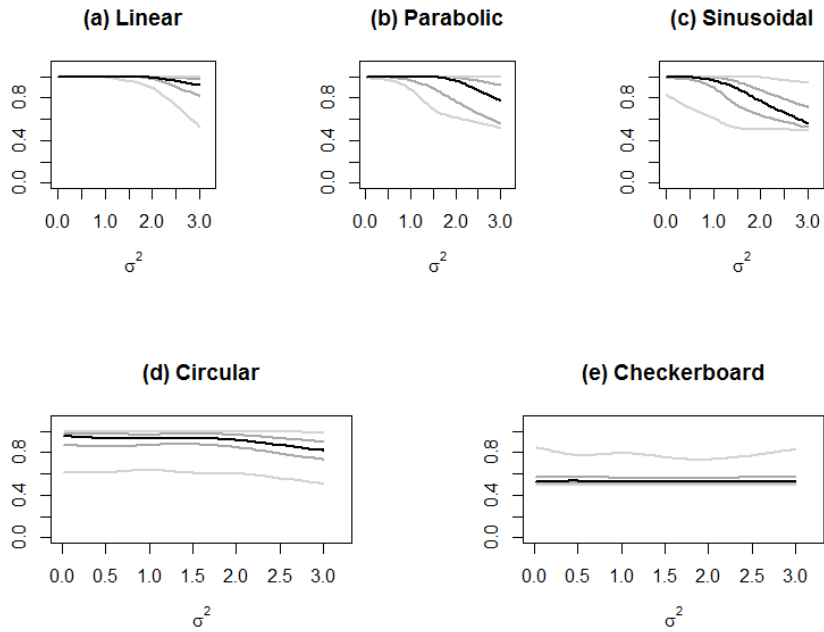 (a) Linear
(b) Parabolic
(c) Sinusoidal
0.0 0.4 0.8
0.0 1.0 2.0 3.0
σ²
0.0 0.4 0.8
0.0 1.0 2.0 3.0
σ²
0.0 0.4 0.8
0.0 1.0 2.0 3.0
σ²
(d) Circular
(e) Checkerboard
0.0 0.4 0.8
0.0 0.5 1.0 1.5 2.0 2.5 3.0
σ²
0.0 0.4 0.8
0.0 0.5 1.0 1.5 2.0 2.5 3.0
σ²